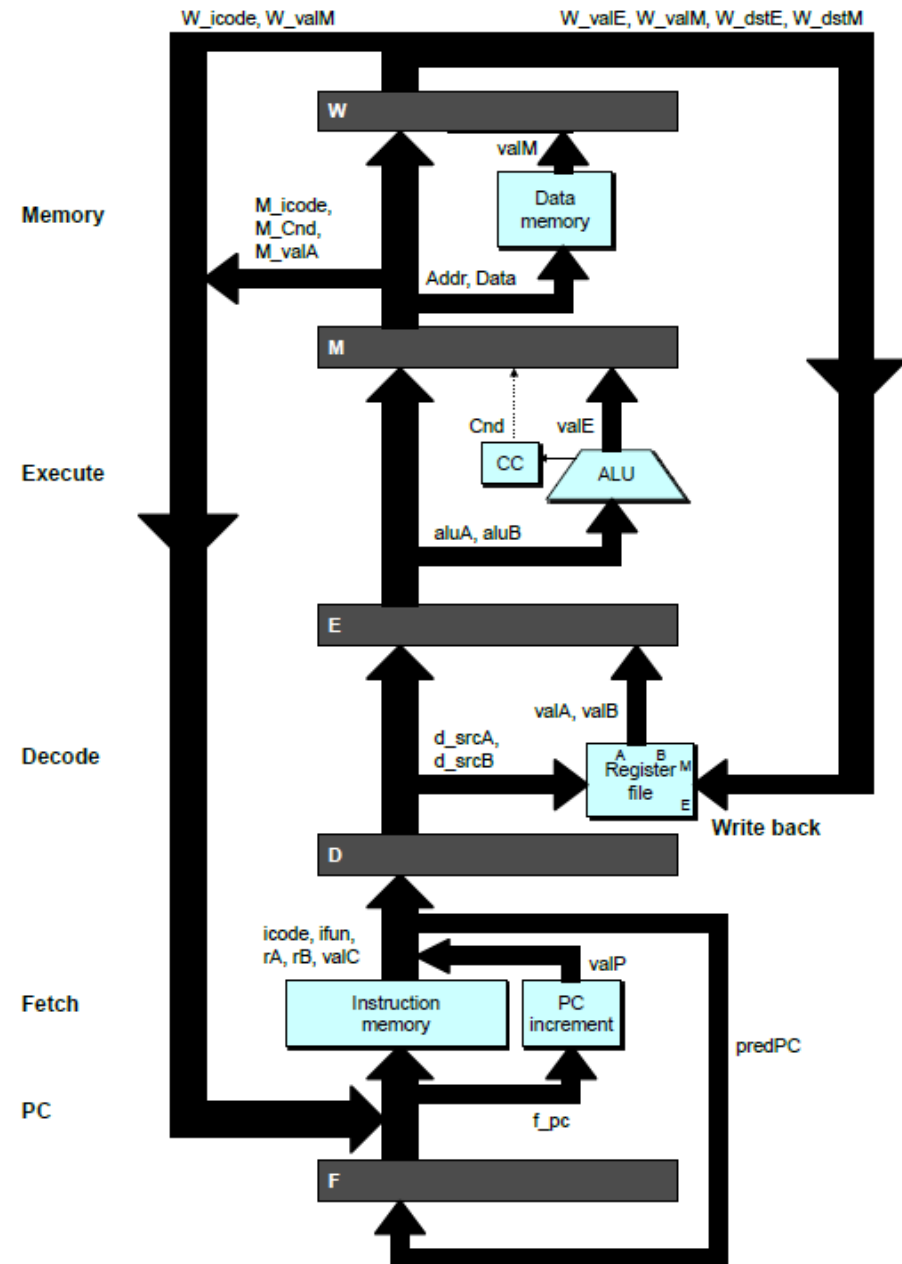 W_icode, W_valM
W_valE, W_valM, W_dstE, W_dstM
W
valM
Data
memory
Memory
M_icode,
M_Cnd,
M_valA
Addr, Data
M
Cnd
valE
CC
ALU
Execute
aluA, aluB
E
valA, valB
d_srcA,
d_srcB
A
B
Register
M
file
E
Decode
Write back
D
icode, ifun,
rA, rB, valC
valP
Fetch
Instruction
memory
PC
increment
predPC
PC
f_pc
F